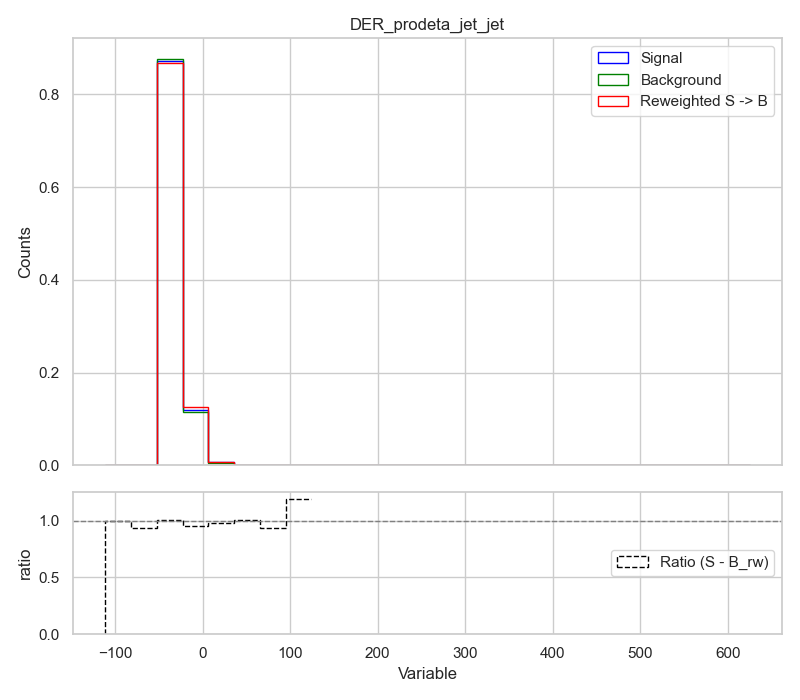 DER_prodeta_jet_jet
Signal
Background
Reweighted S -> B
Counts
0.8
0.6
0.4
0.2
0.0
ratio
1.0
0.5
0.0
Ratio (S - B_rw)
−100 0 100 200 300 400 500 600
Variable